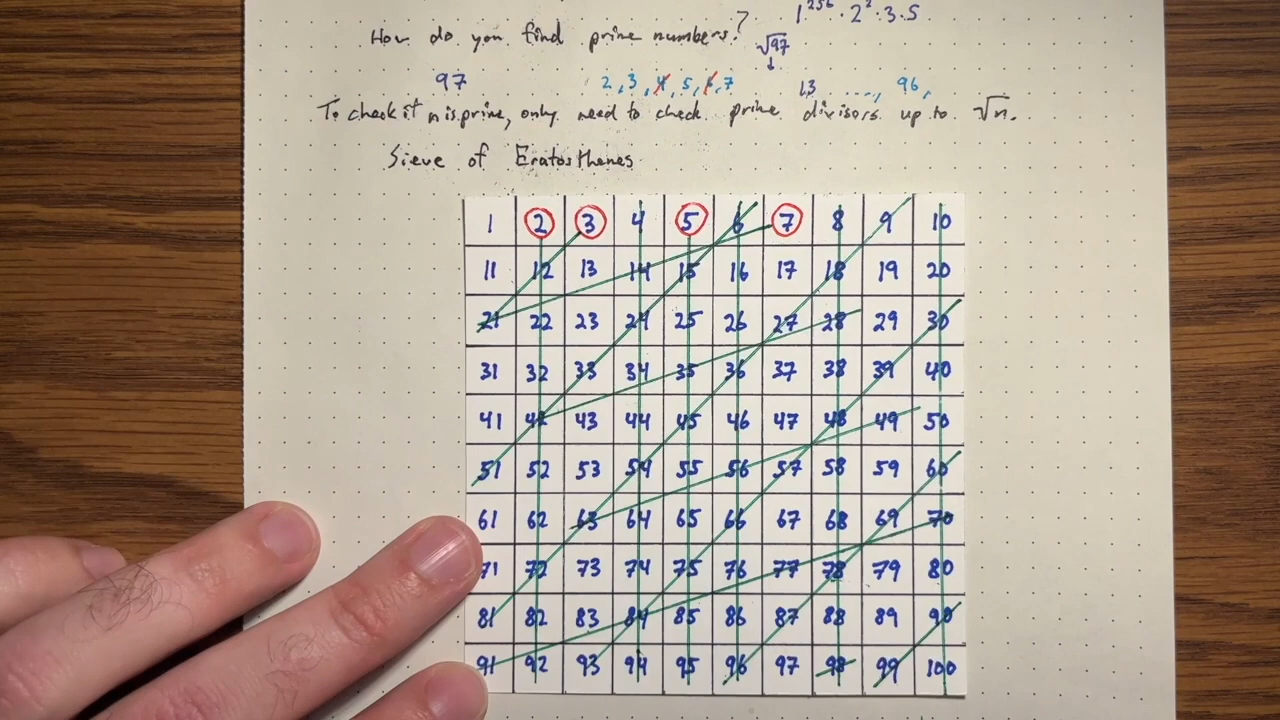 1^256 · 2^2 · 3 · 5
How do you find prime numbers?
√97
↓
97 2, 3, 4, 5, 6, 7 13 ...., 96,
To check if n is prime, only need to check prime divisors up to √n.
Sieve of Eratosthenes
1 2 3 4 5 6 7 8 9 10
11 12 13 14 15 16 17 18 19 20
21 22 23 24 25 26 27 28 29 30
31 32 33 34 35 36 37 38 39 40
41 42 43 44 45 46 47 48 49 50
51 52 53 54 55 56 57 58 59 60
61 62 63 64 65 66 67 68 69 70
71 72 73 74 75 76 77 78 79 80
81 82 83 84 85 86 87 88 89 90
91 92 93 94 95 96 97 98 99 100